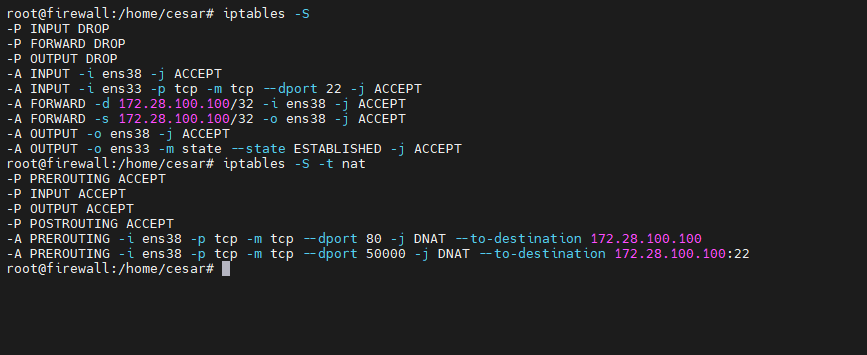 root@firewall:/home/cesar# iptables -S
-P INPUT DROP
-P FORWARD DROP
-P OUTPUT DROP
-A INPUT -i ens38 -j ACCEPT
-A INPUT -i ens33 -p tcp -m tcp --dport 22 -j ACCEPT
-A FORWARD -d 172.28.100.100/32 -i ens38 -j ACCEPT
-A FORWARD -s 172.28.100.100/32 -o ens38 -j ACCEPT
-A OUTPUT -o ens38 -j ACCEPT
-A OUTPUT -o ens33 -m state --state ESTABLISHED -j ACCEPT
root@firewall:/home/cesar# iptables -S -t nat
-P PREROUTING ACCEPT
-P INPUT ACCEPT
-P OUTPUT ACCEPT
-P POSTROUTING ACCEPT
-A PREROUTING -i ens38 -p tcp -m tcp --dport 80 -j DNAT --to-destination 172.28.100.100
-A PREROUTING -i ens38 -p tcp -m tcp --dport 50000 -j DNAT --to-destination 172.28.100.100:22
root@firewall:/home/cesar#